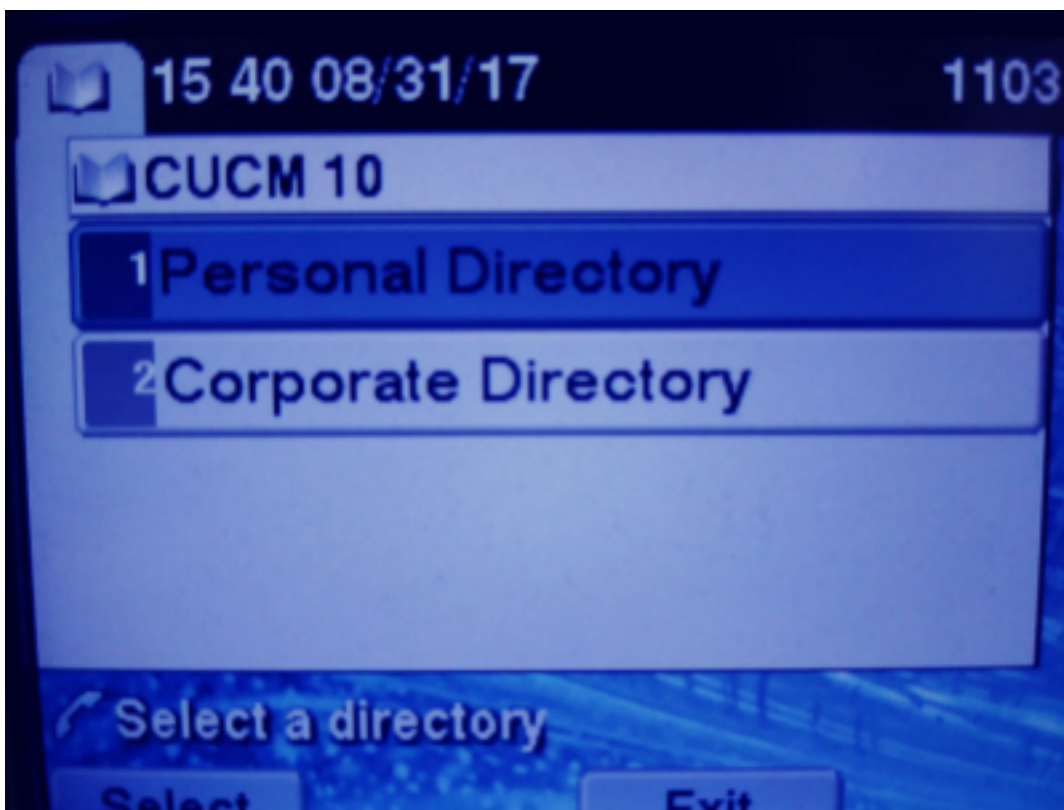 15 40 08/31/17 1103
CUCM 10
1 Personal Directory
2 Corporate Directory
Select a directory
Select Exit